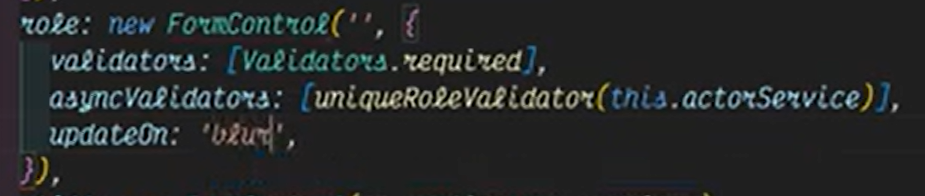 role: new FormControl('', {
validators: [Validators.required],
asyncValidators: [uniqueRoleValidator(this.actorService)],
updateOn: 'blur',
}),